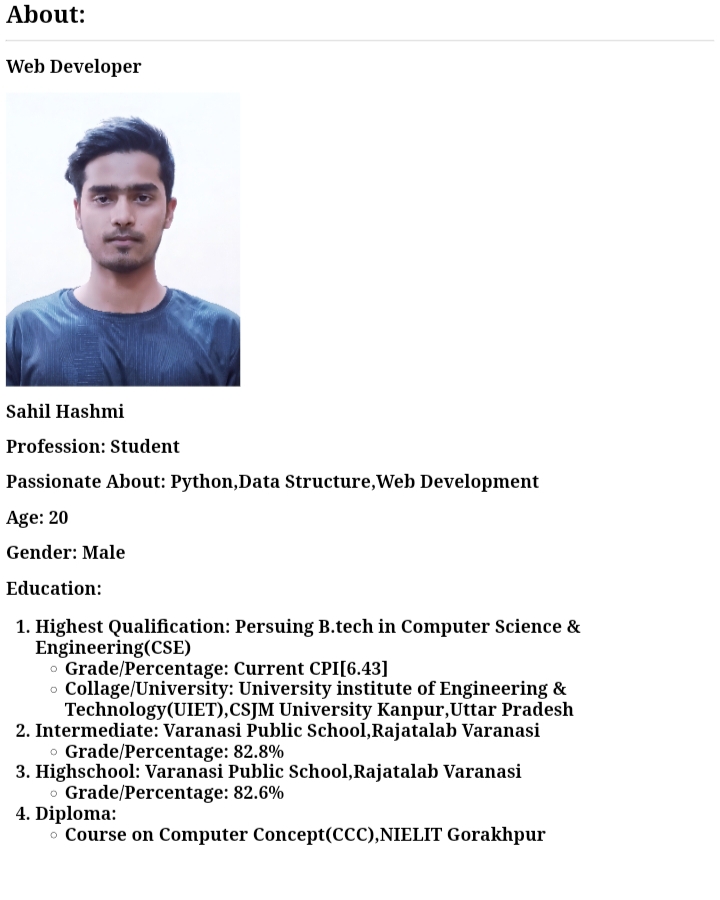 About:
Web Developer
Sahil Hashmi
Profession: Student
Passionate About: Python,Data Structure,Web Development
Age: 20
Gender: Male
Education:
1. Highest Qualification: Persuing B.tech in Computer Science &
Engineering(CSE)
◦ Grade/Percentage: Current CPI[6.43]
◦ Collage/University: University institute of Engineering &
Technology(UIET),CSJM University Kanpur,Uttar Pradesh
2. Intermediate: Varanasi Public School,Rajatalab Varanasi
◦ Grade/Percentage: 82.8%
3. Highschool: Varanasi Public School,Rajatalab Varanasi
◦ Grade/Percentage: 82.6%
4. Diploma:
◦ Course on Computer Concept(CCC),NIELIT Gorakhpur